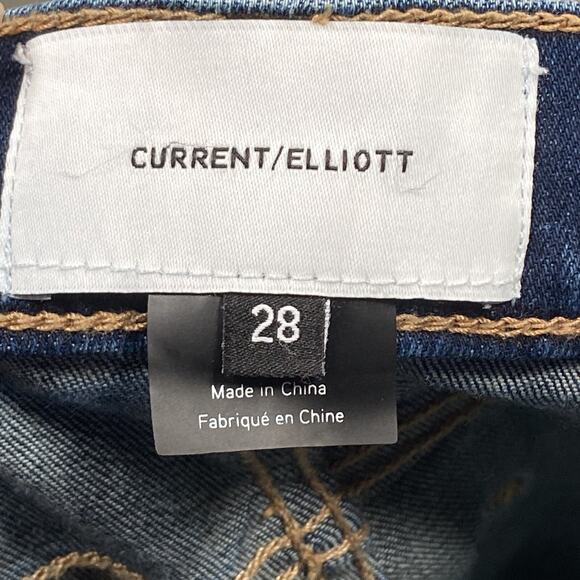 CURRENT/ELLIOTT
28
Made in China
Fabriqué en Chine